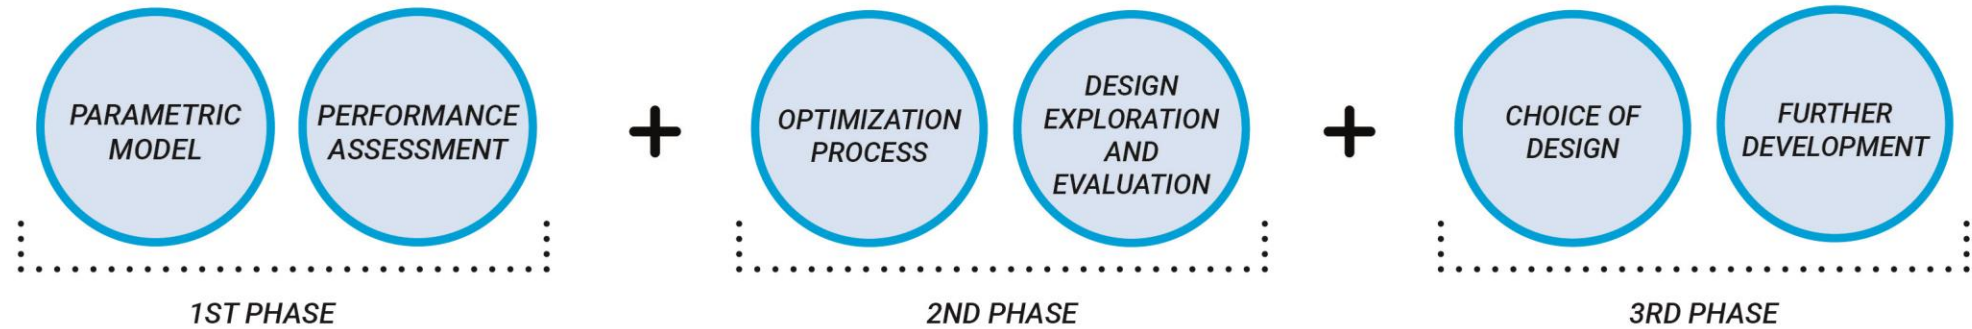 PARAMETRIC
MODEL
PERFORMANCE
ASSESSMENT
+
OPTIMIZATION
PROCESS
DESIGN
EXPLORATION
AND
EVALUATION
+
CHOICE OF
DESIGN
FURTHER
DEVELOPMENT
1ST PHASE
2ND PHASE
3RD PHASE